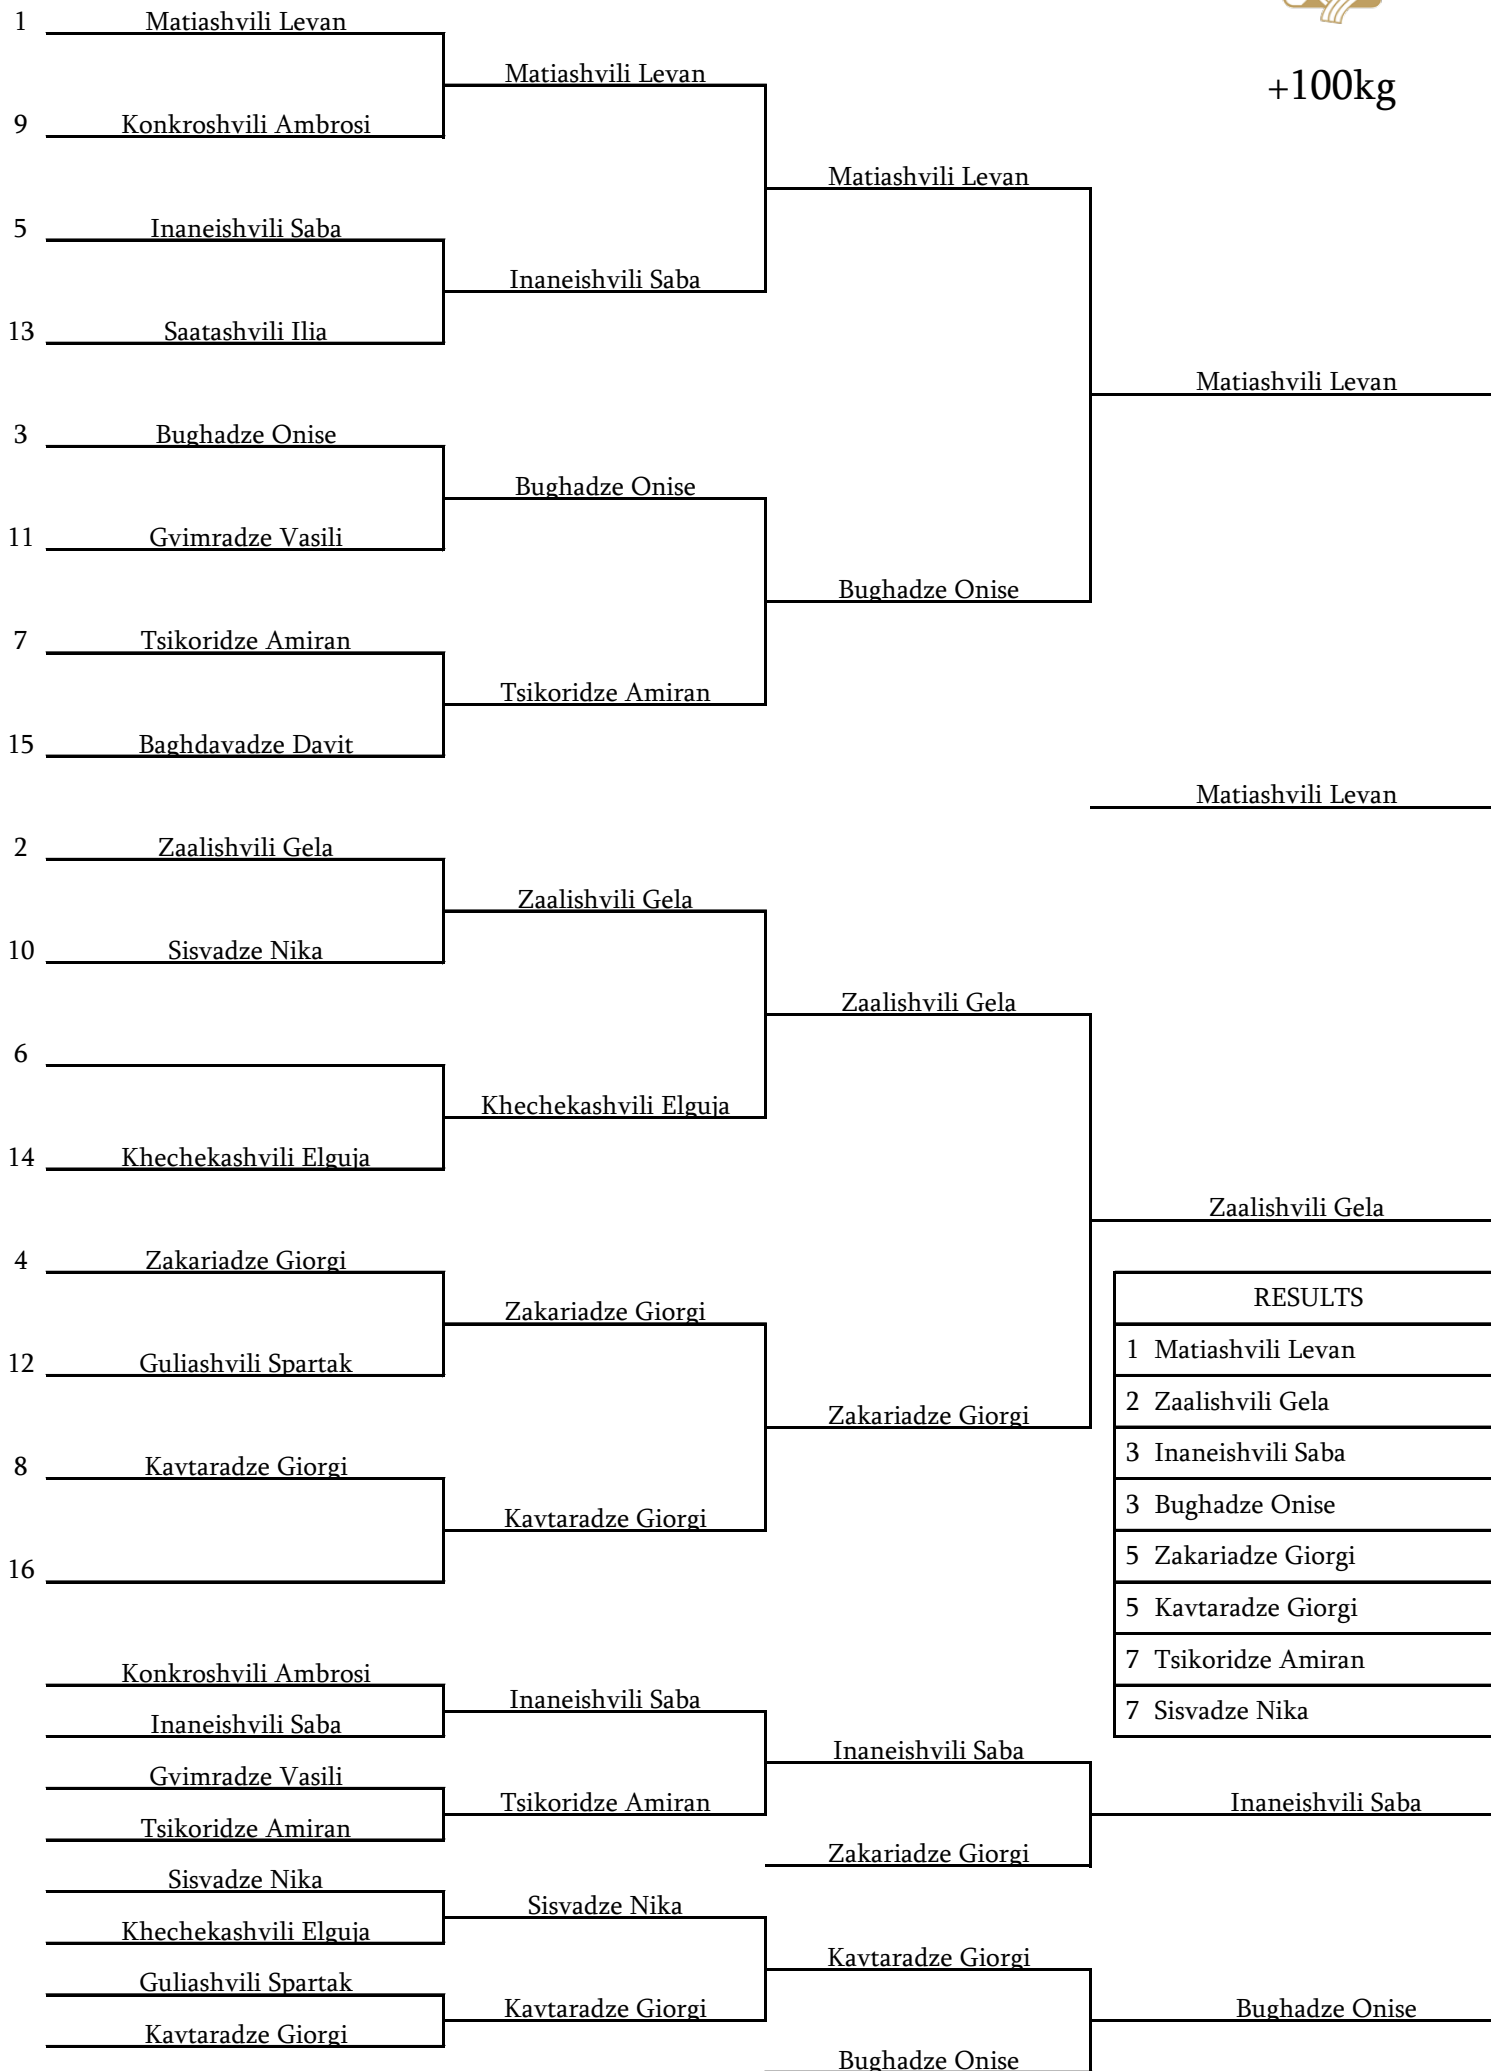 1 Matiashvili Levan
Matiashvili Levan
+100kg
9 Konkroshvili Ambrosi
Matiashvili Levan
5 Inaneishvili Saba
Inaneishvili Saba
13 Saatashvili Ilia
Matiashvili Levan
3 Bughadze Onise
Bughadze Onise
11 Gvimradze Vasili
Bughadze Onise
7 Tsikoridze Amiran
Tsikoridze Amiran
15 Baghdavadze Davit
Matiashvili Levan
2 Zaalishvili Gela
Zaalishvili Gela
10 Sisvadze Nika
Zaalishvili Gela
6
Khechekashvili Elguja
14 Khechekashvili Elguja
Zaalishvili Gela
4 Zakariadze Giorgi
Zakariadze Giorgi
12 Guliashvili Spartak
Zakariadze Giorgi
8 Kavtaradze Giorgi
Kavtaradze Giorgi
16
RESULTS
1 Matiashvili Levan
2 Zaalishvili Gela
3 Inaneishvili Saba
3 Bughadze Onise
5 Zakariadze Giorgi
5 Kavtaradze Giorgi
7 Tsikoridze Amiran
7 Sisvadze Nika
Konkroshvili Ambrosi
Inaneishvili Saba
Inaneishvili Saba
Inaneishvili Saba
Gvimradze Vasili
Tsikoridze Amiran
Inaneishvili Saba
Tsikoridze Amiran
Zakariadze Giorgi
Sisvadze Nika
Sisvadze Nika
Khechekashvili Elguja
Kavtaradze Giorgi
Guliashvili Spartak
Kavtaradze Giorgi
Bughadze Onise
Kavtaradze Giorgi
Bughadze Onise